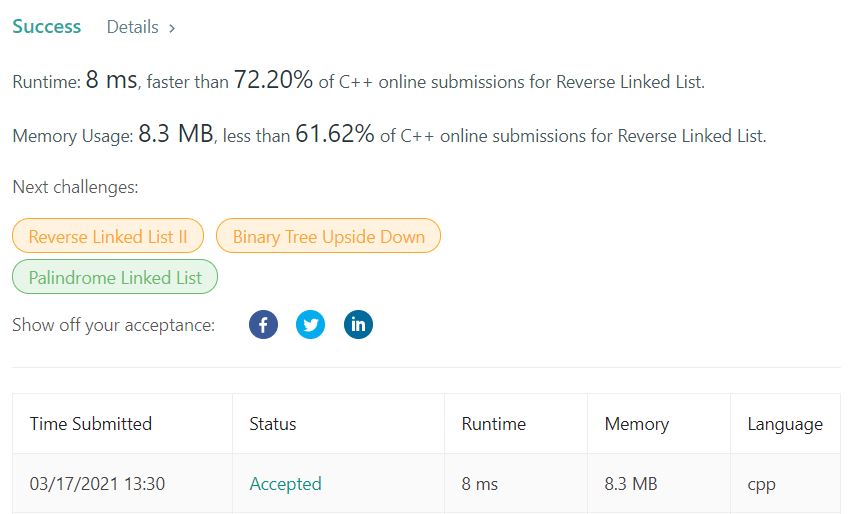 Success Details >
Runtime: 8 ms, faster than 72.20% of C++ online submissions for Reverse Linked List.
Memory Usage: 8.3 MB, less than 61.62% of C++ online submissions for Reverse Linked List.
Next challenges:
Reverse Linked List II Binary Tree Upside Down
Palindrome Linked List
Show off your acceptance: f in
Time Submitted Status Runtime Memory Language
03/17/2021 13:30 Accepted 8 ms 8.3 MB cpp